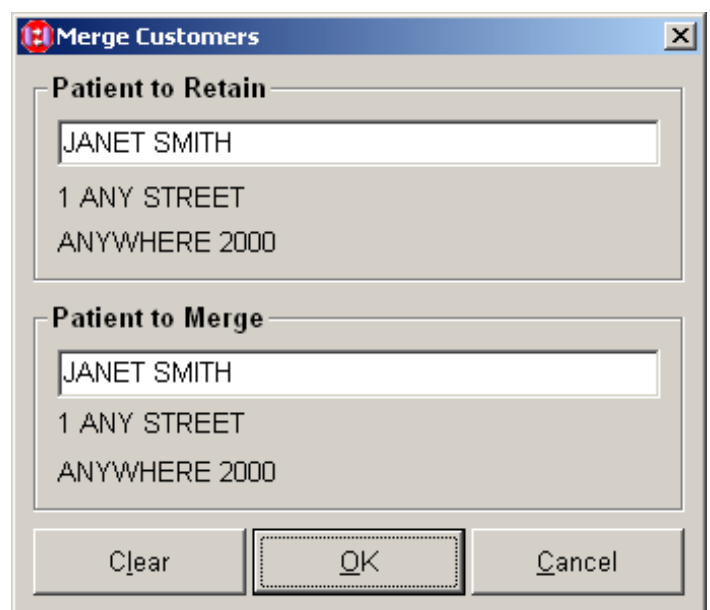 Merge Customers
Patient to Retain
JANET SMITH
1 ANY STREET
ANYWHERE 2000
Patient to Merge
JANET SMITH
1 ANY STREET
ANYWHERE 2000
Clear OK Cancel